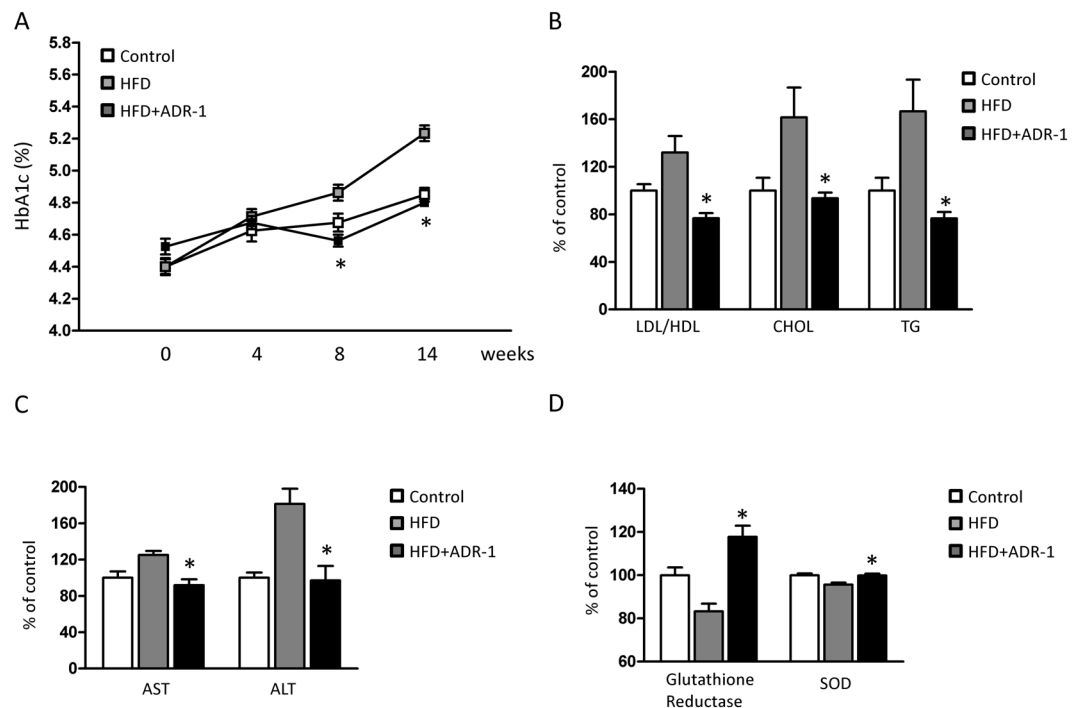 A
HbA1c (%)
5.8
5.6
5.4
5.2
5.0
4.8
4.6
4.4
4.2
4.0
Control
HFD
HFD+ADR-1
0 4 8 14 weeks
*
*
B
% of control
200
160
120
80
40
0
Control
HFD
HFD+ADR-1
* * *
LDL/HDL CHOL TG
C
% of control
200
160
120
80
40
0
Control
HFD
HFD+ADR-1
* *
AST ALT
D
% of control
140
120
100
80
60
Control
HFD
HFD+ADR-1
* *
Glutathione
Reductase
SOD